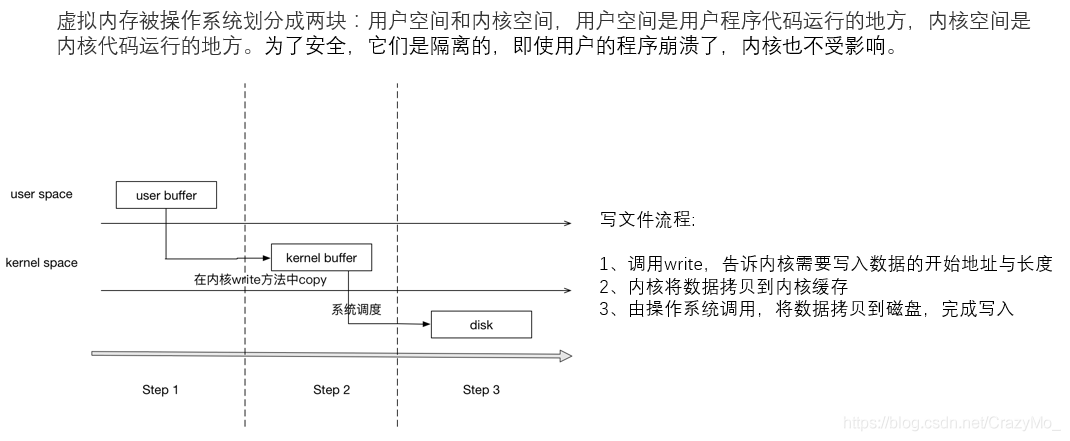 虚拟内存被操作系统划分成两块：用户空间和内核空间，用户空间是用户程序代码运行的地方，内核空间是
内核代码运行的地方。为了安全，它们是隔离的，即使用户的程序崩溃了，内核也不受影响。
user space
user buffer
kernel space
kernel buffer
在内核write方法中copy
系统调度
disk
Step 1
Step 2
Step 3
写文件流程:
1、调用write，告诉内核需要写入数据的开始地址与长度
2、内核将数据拷贝到内核缓存
3、由操作系统调用，将数据拷贝到磁盘，完成写入
https://blog.csdn.net/CrazyMo_